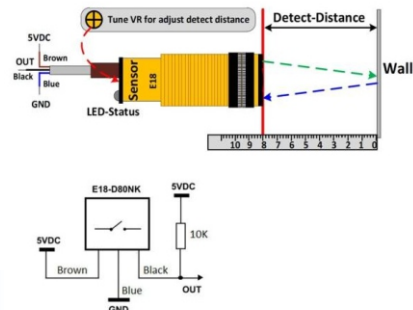 Tune VR for adjust detect distance
Detect-Distance
5VDC
Brown
OUT
Black
Blue
GND
Sensor
E18
LED-Status
Wall
10 9 8 7 6 5 4 3 2 1 0
E18-D80NK
5VDC
10K
5VDC
Brown
Black
Blue
OUT
GND